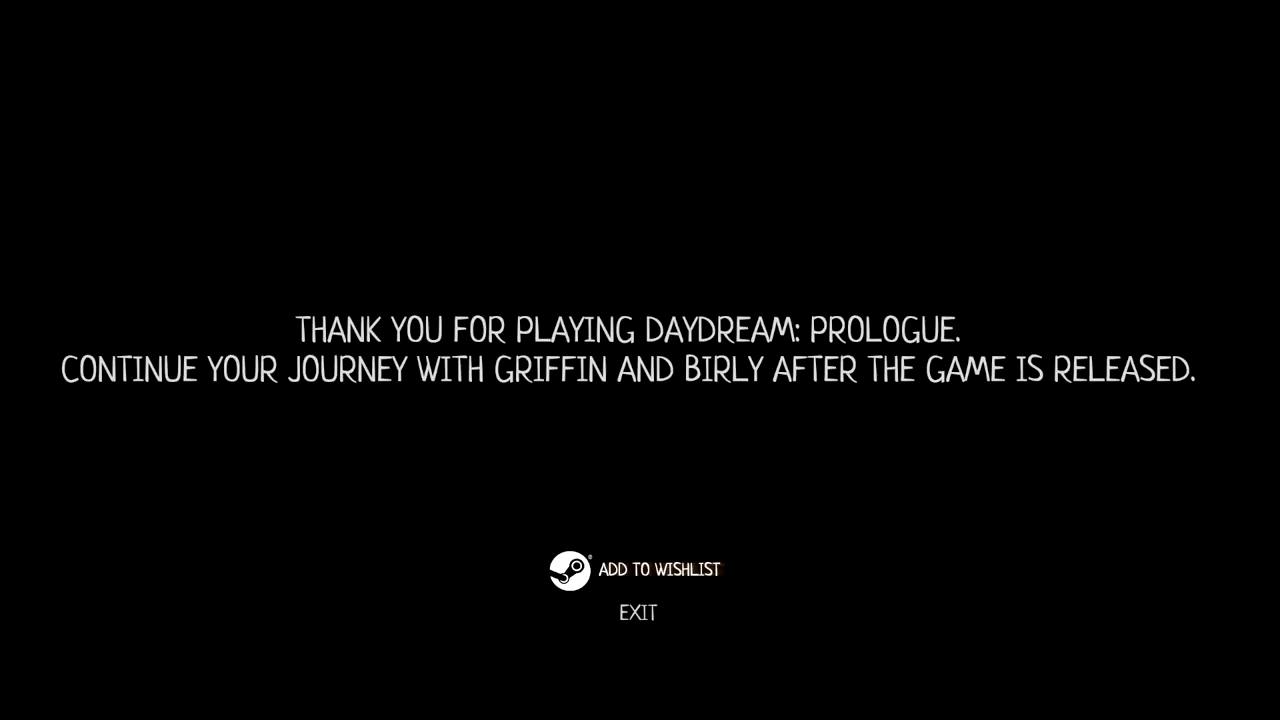 THANK YOU FOR PLAYING DAYDREAM: PROLOGUE.
CONTINUE YOUR JOURNEY WITH GRIFFIN AND BIRLY AFTER THE GAME IS RELEASED.
ADD TO WISHLIST
EXIT